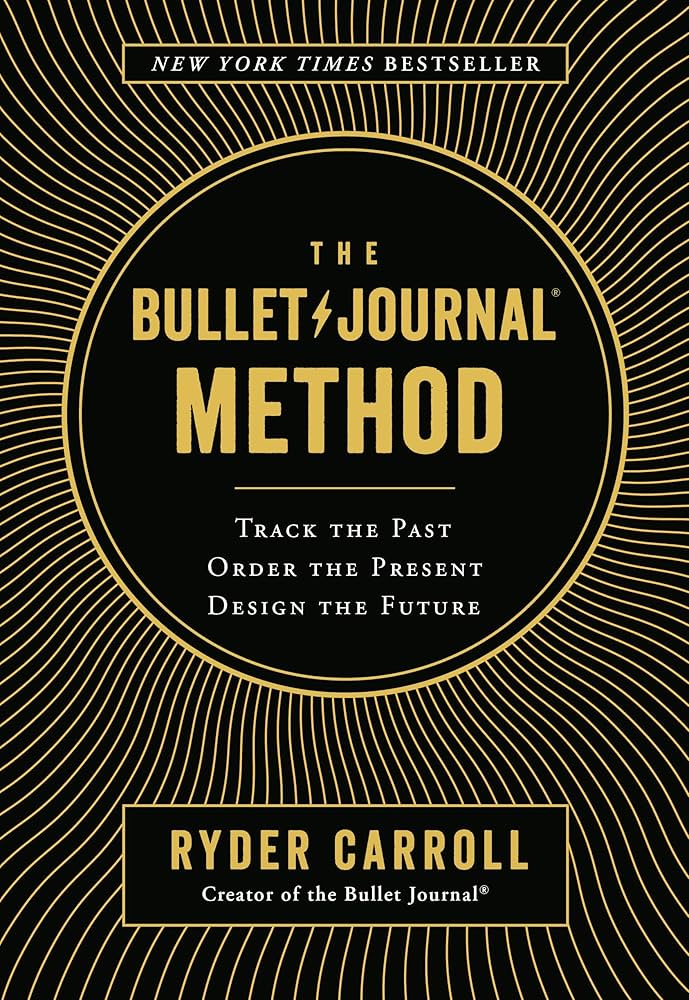 NEW YORK TIMES BESTSELLER
THE
BULLET JOURNAL®
METHOD
TRACK THE PAST
ORDER THE PRESENT
DESIGN THE FUTURE
RYDER CARROLL
Creator of the Bullet Journal®